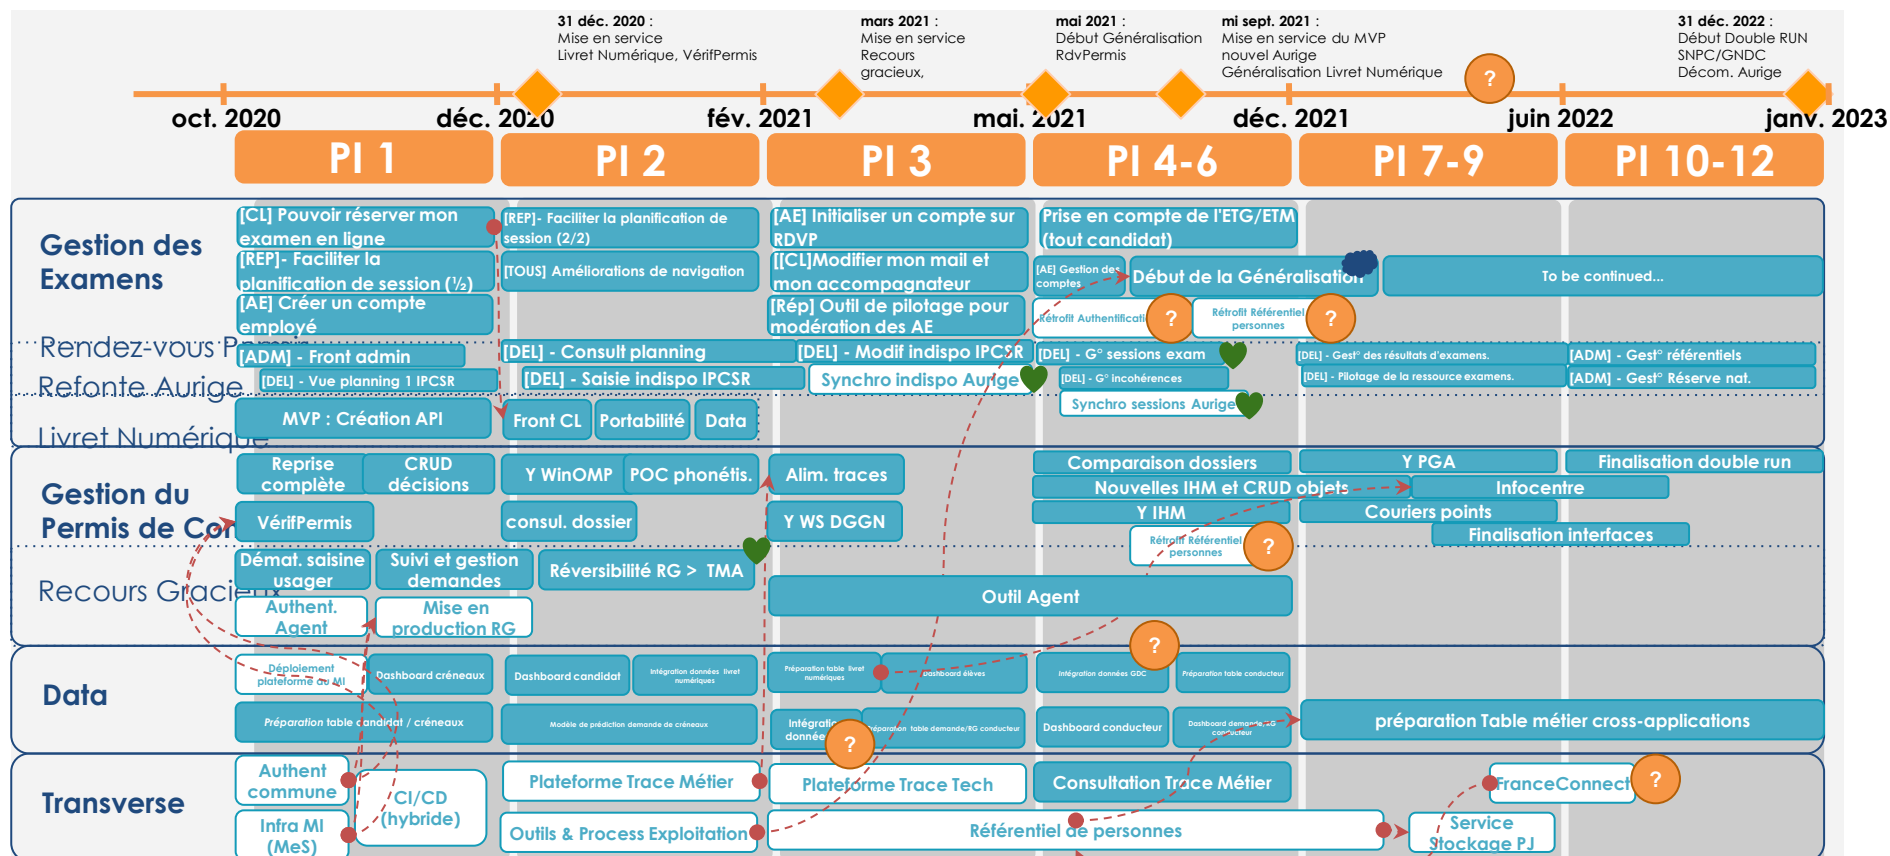 31 déc. 2020 :
Mise en service
Livret Numérique, VérifPermis
mars 2021 :
Mise en service
Recours
gracieux,
mai 2021 :
Début Généralisation
RdvPermis
mi sept. 2021 :
Mise en service du MVP
nouvel Aurige
Généralisation Livret Numérique
?
31 déc. 2022 :
Début Double RUN
SNPC/GNDC
Décom. Aurige
oct. 2020
déc. 2020
fév. 2021
mai. 2021
déc. 2021
juin 2022
janv. 2023
PI 1
PI 2
PI 3
PI 4-6
PI 7-9
PI 10-12
Gestion des
Examens
[CL] Pouvoir réserver mon
examen en ligne
[REP]- Faciliter la planification de
session (2/2)
[AE] Initialiser un compte sur
RDVP
Prise en compte de l'ETG/ETM
(tout candidat)
[REP]- Faciliter la
planification de session (½)
[TOUS] Améliorations de navigation
[[CL]Modifier mon mail et
mon accompagnateur
[AE] Gestion des
comptes
Début de la Généralisation
To be continued...
[AE] Créer un compte
employé
[Rép] Outil de pilotage pour
modération des AE
Rétrofit Authentificati
?
Rétrofit Référentiel
personnes
?
Rendez-vous Permis
[ADM] - Front admin
[DEL] - Consult planning
[DEL] - Modif indispo IPCSR
[DEL] - G° sessions exam
[DEL] - Gest° des résultats d'examens.
[ADM] - Gest° référentiels
Refonte Aurige
[DEL] - Vue planning 1 IPCSR
[DEL] - Saisie indispo IPCSR
Synchro indispo Aurige
[DEL] - G° incohérences
[DEL] - Pilotage de la ressource examens.
[ADM] - Gest° Réserve nat.
Synchro sessions Aurige
Livret Numérique
MVP : Création API
Front CL
Portabilité
Data
Gestion du
Permis de Con
Reprise
complète
CRUD
décisions
Y WinOMP
POC phonétis.
Alim. traces
Comparaison dossiers
Y PGA
Finalisation double run
Nouvelles IHM et CRUD objets
Infocentre
VérifPermis
consul. dossier
Y WS DGGN
Y IHM
Couriers points
Rétrofit Référentiel
personnes
?
Finalisation interfaces
Recours Gracieux
Démat. saisine
usager
Suivi et gestion
demandes
Réversibilité RG > TMA
Outil Agent
Authent.
Agent
Mise en
production RG
?
Data
Déploiement
plateforme au MI
Dashboard créneaux
Dashboard candidat
Intégration données livret
numériques
Préparation table livret
numériques
Dashboard élèves
Intégration données GDC
Préparation table conducteur
Préparation table candidat / créneaux
Modèle de prédiction demande de créneaux
Intégration
donnée
?
Préparation table demande/RG conducteur
Dashboard conducteur
Dashboard demande/RG
conducteur
préparation Table métier cross-applications
Transverse
Authent
commune
CI/CD
(hybride)
Plateforme Trace Métier
Plateforme Trace Tech
Consultation Trace Métier
FranceConnect
?
Infra MI
(MeS)
Outils & Process Exploitation
Référentiel de personnes
Service
Stockage PJ